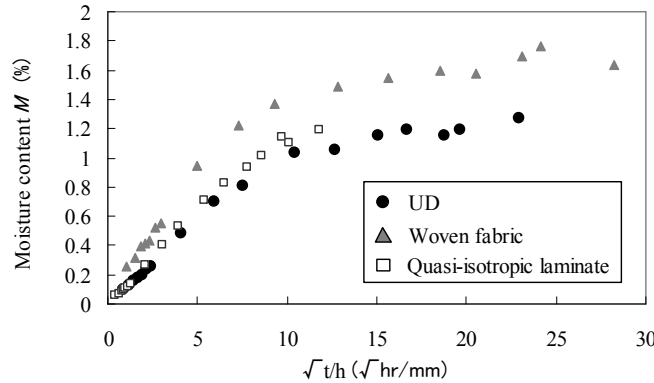 2
1.8
1.6
1.4
1.2
1
0.8
0.6
0.4
0.2
0
Moisture content M (%)
UD
Woven fabric
Quasi-isotropic laminate
0 5 10 15 20 25 30
√t/h (√hr/mm)